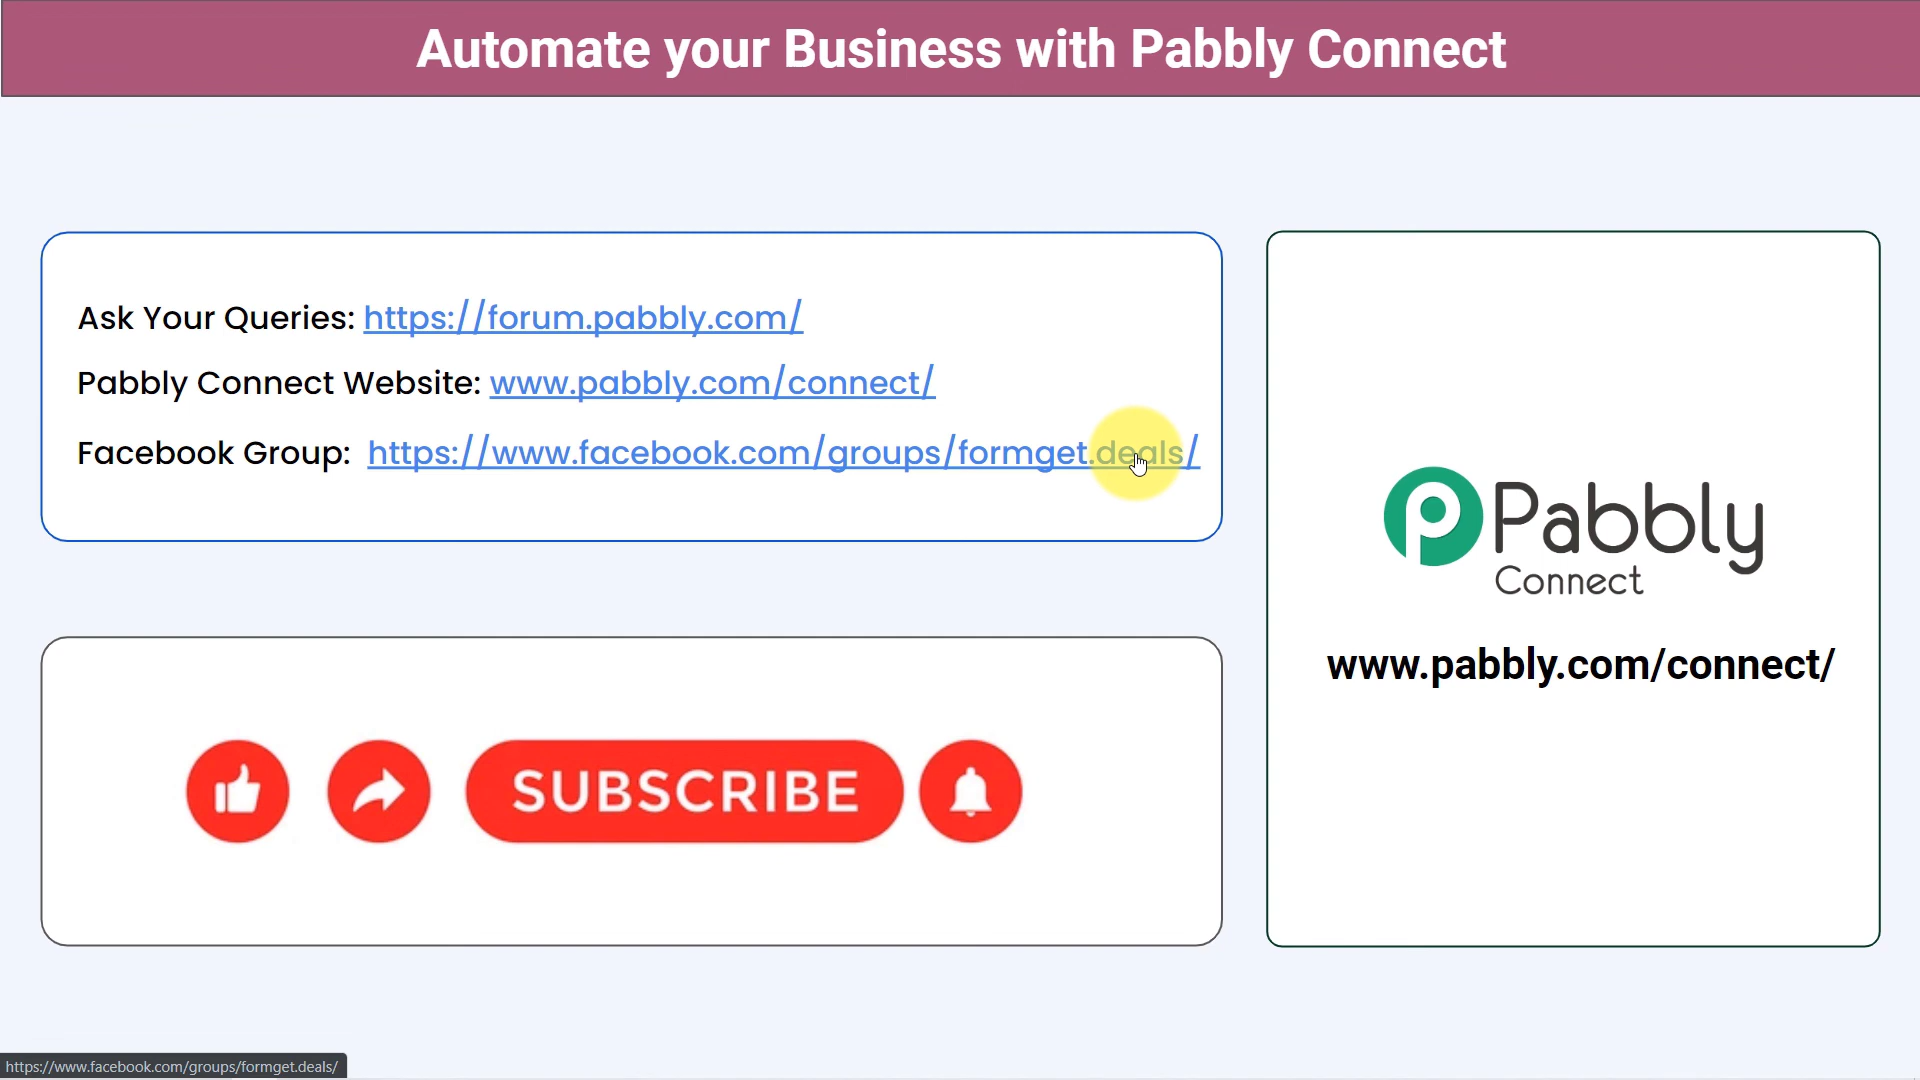 Automate your Business with Pabbly Connect
Ask Your Queries: https://forum.pabbly.com/
Pabbly Connect Website: www.pabbly.com/connect/
Facebook Group: https://www.facebook.com/groups/formget.deals/
Pabbly
Connect
www.pabbly.com/connect/
SUBSCRIBE
https://www.facebook.com/groups/formget.deals/